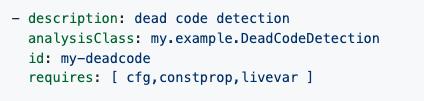 - description: dead code detection
analysisClass: my.example.DeadCodeDetection
id: my-deadcode
requires: [ cfg,constprop,livevar ]